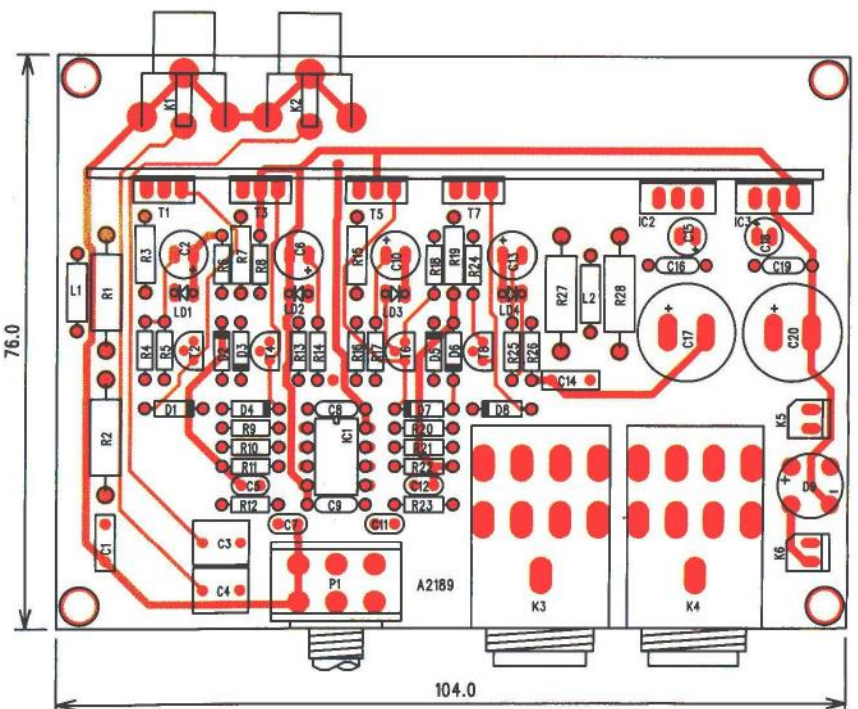 K1 K2
T1 T3 T5 T7 IC2 IC3
R3 C2 R6 R7 R8 C6 R15 C10 R18 R19 R24 C13 C15 C18
C16 C19
L1 R1 LD1 LD2 LD3 LD4 R27 L2 R28
C17 C20
R4 R5 T2 D2 D3 T4 R13 R14 R16 R17 T6 D5 D6 T8 R25 R26
C14
76.0
D1 D4 C8 D7 D8
R2 R9 IC1 R20 K5
R10 R21
R11 R22
C5 C12 D9
R12 C9 R23
C1 C7 C11
C3 K6
C4 P1 A2189 K3 K4
104.0